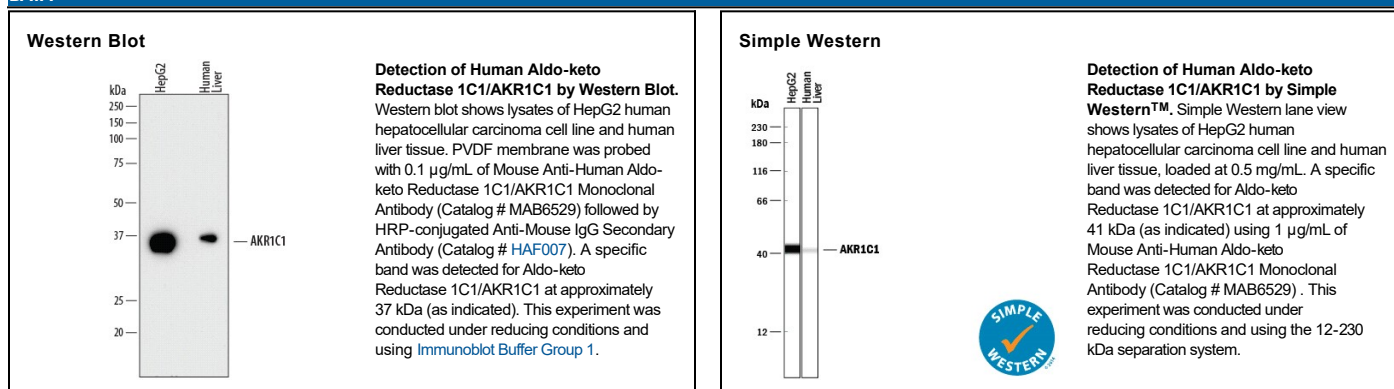 Western Blot
HepG2
Human
Liver
kDa
250
150
100
75
50
37
25
20
AKR1C1
Detection of Human Aldo-keto
Reductase 1C1/AKR1C1 by Western Blot.
Western blot shows lysates of HepG2 human
hepatocellular carcinoma cell line and human
liver tissue. PVDF membrane was probed
with 0.1 µg/mL of Mouse Anti-Human Aldo-
keto Reductase 1C1/AKR1C1 Monoclonal
Antibody (Catalog # MAB6529) followed by
HRP-conjugated Anti-Mouse IgG Secondary
Antibody (Catalog # HAF007). A specific
band was detected for Aldo-keto
Reductase 1C1/AKR1C1 at approximately
37 kDa (as indicated). This experiment was
conducted under reducing conditions and
using Immunoblot Buffer Group 1.
Simple Western
HepG2
Human
Liver
kDa
230
180
116
66
40
12
AKR1C1
Detection of Human Aldo-keto
Reductase 1C1/AKR1C1 by Simple
Western™. Simple Western lane view
shows lysates of HepG2 human
hepatocellular carcinoma cell line and human
liver tissue, loaded at 0.5 mg/mL. A specific
band was detected for Aldo-keto
Reductase 1C1/AKR1C1 at approximately
41 kDa (as indicated) using 1 µg/mL of
Mouse Anti-Human Aldo-keto
Reductase 1C1/AKR1C1 Monoclonal
Antibody (Catalog # MAB6529) . This
experiment was conducted under
reducing conditions and using the 12-230
kDa separation system.
SIMPLE
WESTERN